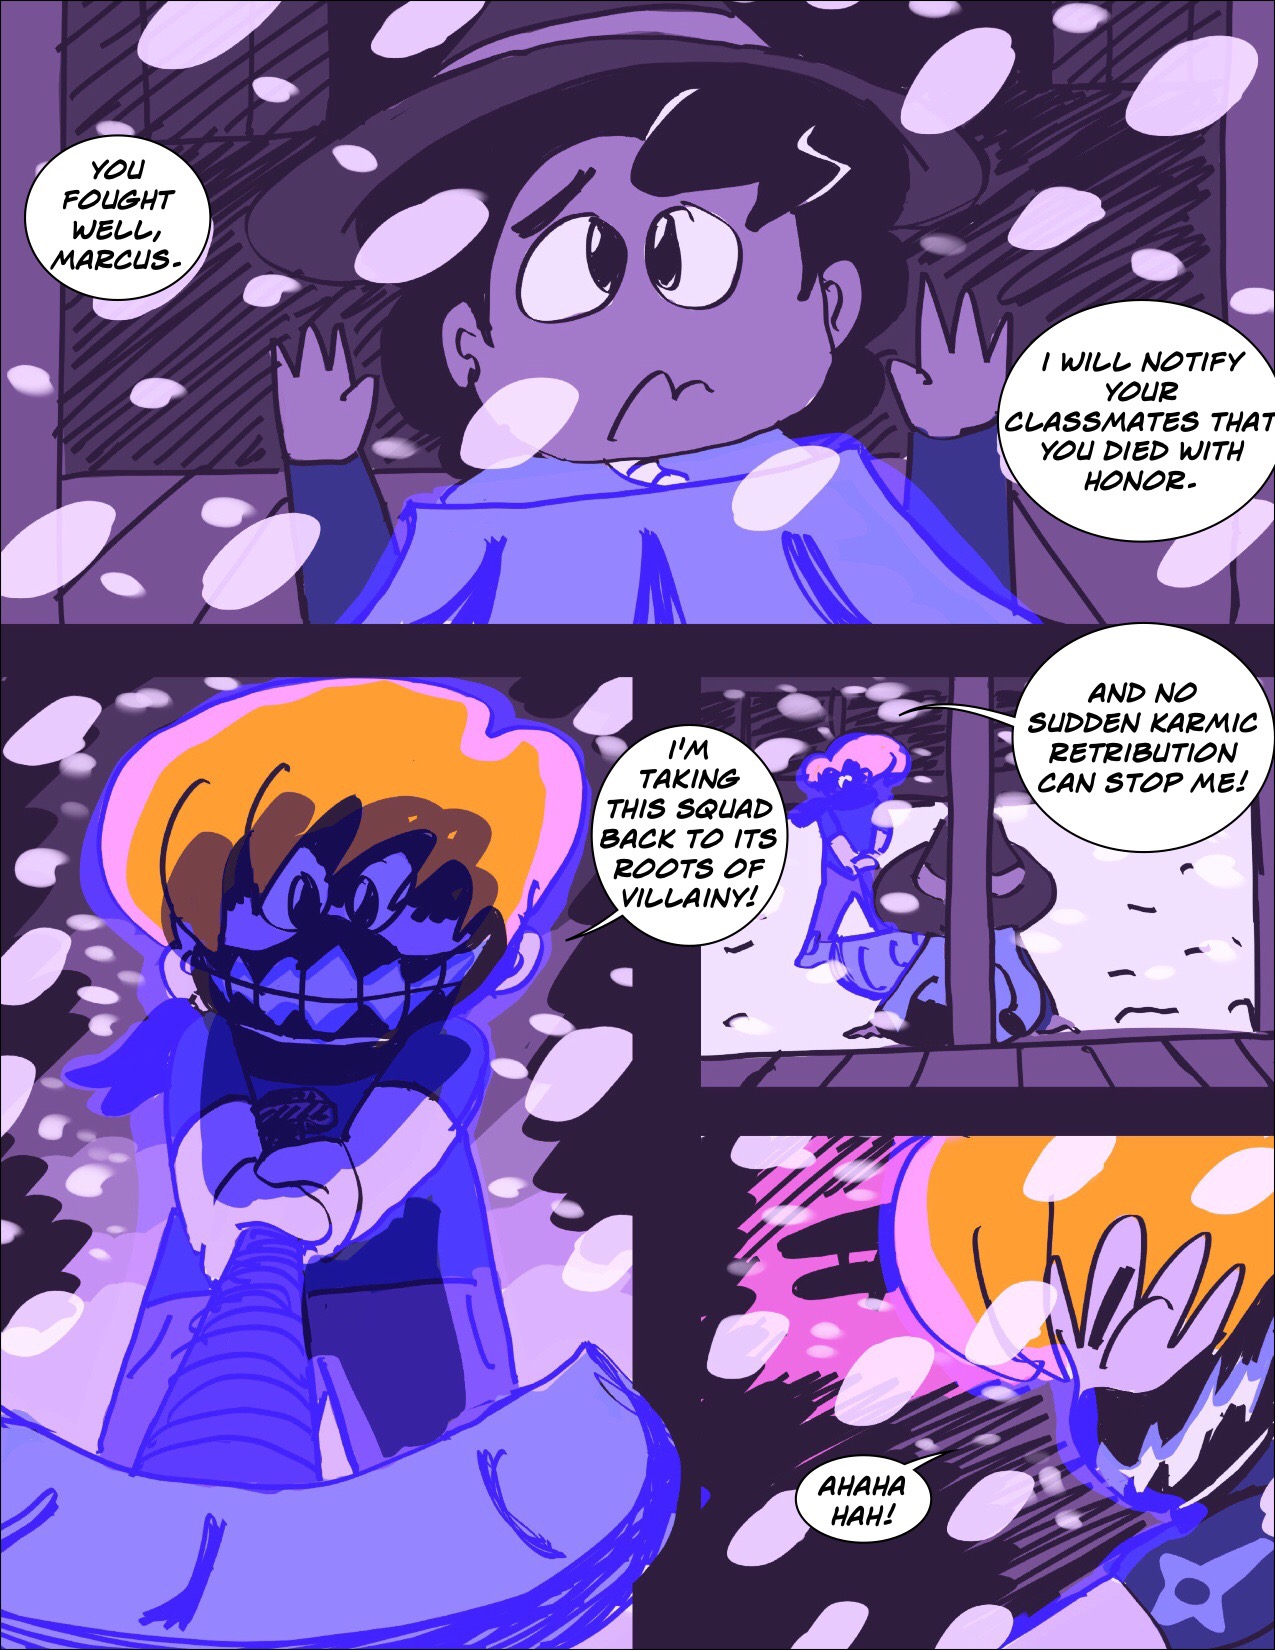 YOU
FOUGHT
WELL,
MARCUS.
I WILL NOTIFY
YOUR
CLASSMATES THAT
YOU DIED WITH
HONOR.
I'M
TAKING
THIS SQUAD
BACK TO ITS
ROOTS OF
VILLAINY!
AND NO
SUDDEN KARMIC
RETRIBUTION
CAN STOP ME!
AHAHA
HAH!